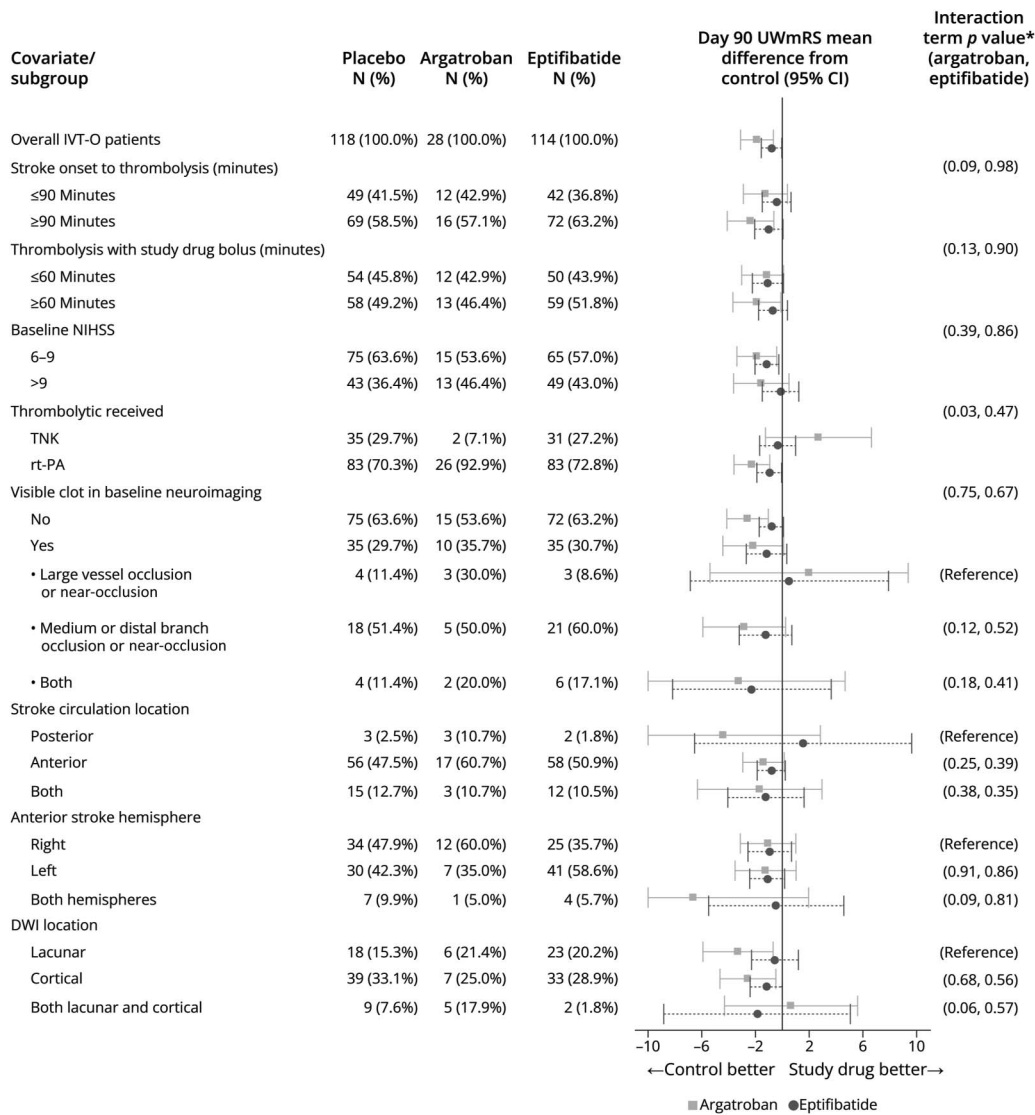 Covariate/
subgroup
Placebo
N (%)
Argatroban
N (%)
Eptifibatide
N (%)
Day 90 UWmRS mean
difference from
control (95% CI)
Interaction
term p value*
(argatroban,
eptifibatide)
Overall IVT-O patients 118 (100.0%) 28 (100.0%) 114 (100.0%)
Stroke onset to thrombolysis (minutes) (0.09, 0.98)
≤90 Minutes 49 (41.5%) 12 (42.9%) 42 (36.8%)
≥90 Minutes 69 (58.5%) 16 (57.1%) 72 (63.2%)
Thrombolysis with study drug bolus (minutes) (0.13, 0.90)
≤60 Minutes 54 (45.8%) 12 (42.9%) 50 (43.9%)
≥60 Minutes 58 (49.2%) 13 (46.4%) 59 (51.8%)
Baseline NIHSS (0.39, 0.86)
6–9 75 (63.6%) 15 (53.6%) 65 (57.0%)
>9 43 (36.4%) 13 (46.4%) 49 (43.0%)
Thrombolytic received (0.03, 0.47)
TNK 35 (29.7%) 2 (7.1%) 31 (27.2%)
rt-PA 83 (70.3%) 26 (92.9%) 83 (72.8%)
Visible clot in baseline neuroimaging (0.75, 0.67)
No 75 (63.6%) 15 (53.6%) 72 (63.2%)
Yes 35 (29.7%) 10 (35.7%) 35 (30.7%)
• Large vessel occlusion 4 (11.4%) 3 (30.0%) 3 (8.6%) (Reference)
or near-occlusion
• Medium or distal branch 18 (51.4%) 5 (50.0%) 21 (60.0%) (0.12, 0.52)
occlusion or near-occlusion
• Both 4 (11.4%) 2 (20.0%) 6 (17.1%) (0.18, 0.41)
Stroke circulation location
Posterior 3 (2.5%) 3 (10.7%) 2 (1.8%) (Reference)
Anterior 56 (47.5%) 17 (60.7%) 58 (50.9%) (0.25, 0.39)
Both 15 (12.7%) 3 (10.7%) 12 (10.5%) (0.38, 0.35)
Anterior stroke hemisphere
Right 34 (47.9%) 12 (60.0%) 25 (35.7%) (Reference)
Left 30 (42.3%) 7 (35.0%) 41 (58.6%) (0.91, 0.86)
Both hemispheres 7 (9.9%) 1 (5.0%) 4 (5.7%) (0.09, 0.81)
DWI location
Lacunar 18 (15.3%) 6 (21.4%) 23 (20.2%) (Reference)
Cortical 39 (33.1%) 7 (25.0%) 33 (28.9%) (0.68, 0.56)
Both lacunar and cortical 9 (7.6%) 5 (17.9%) 2 (1.8%) (0.06, 0.57)
−10 −6 −2 2 6 10
←Control better Study drug better→
Argatroban Eptifibatide